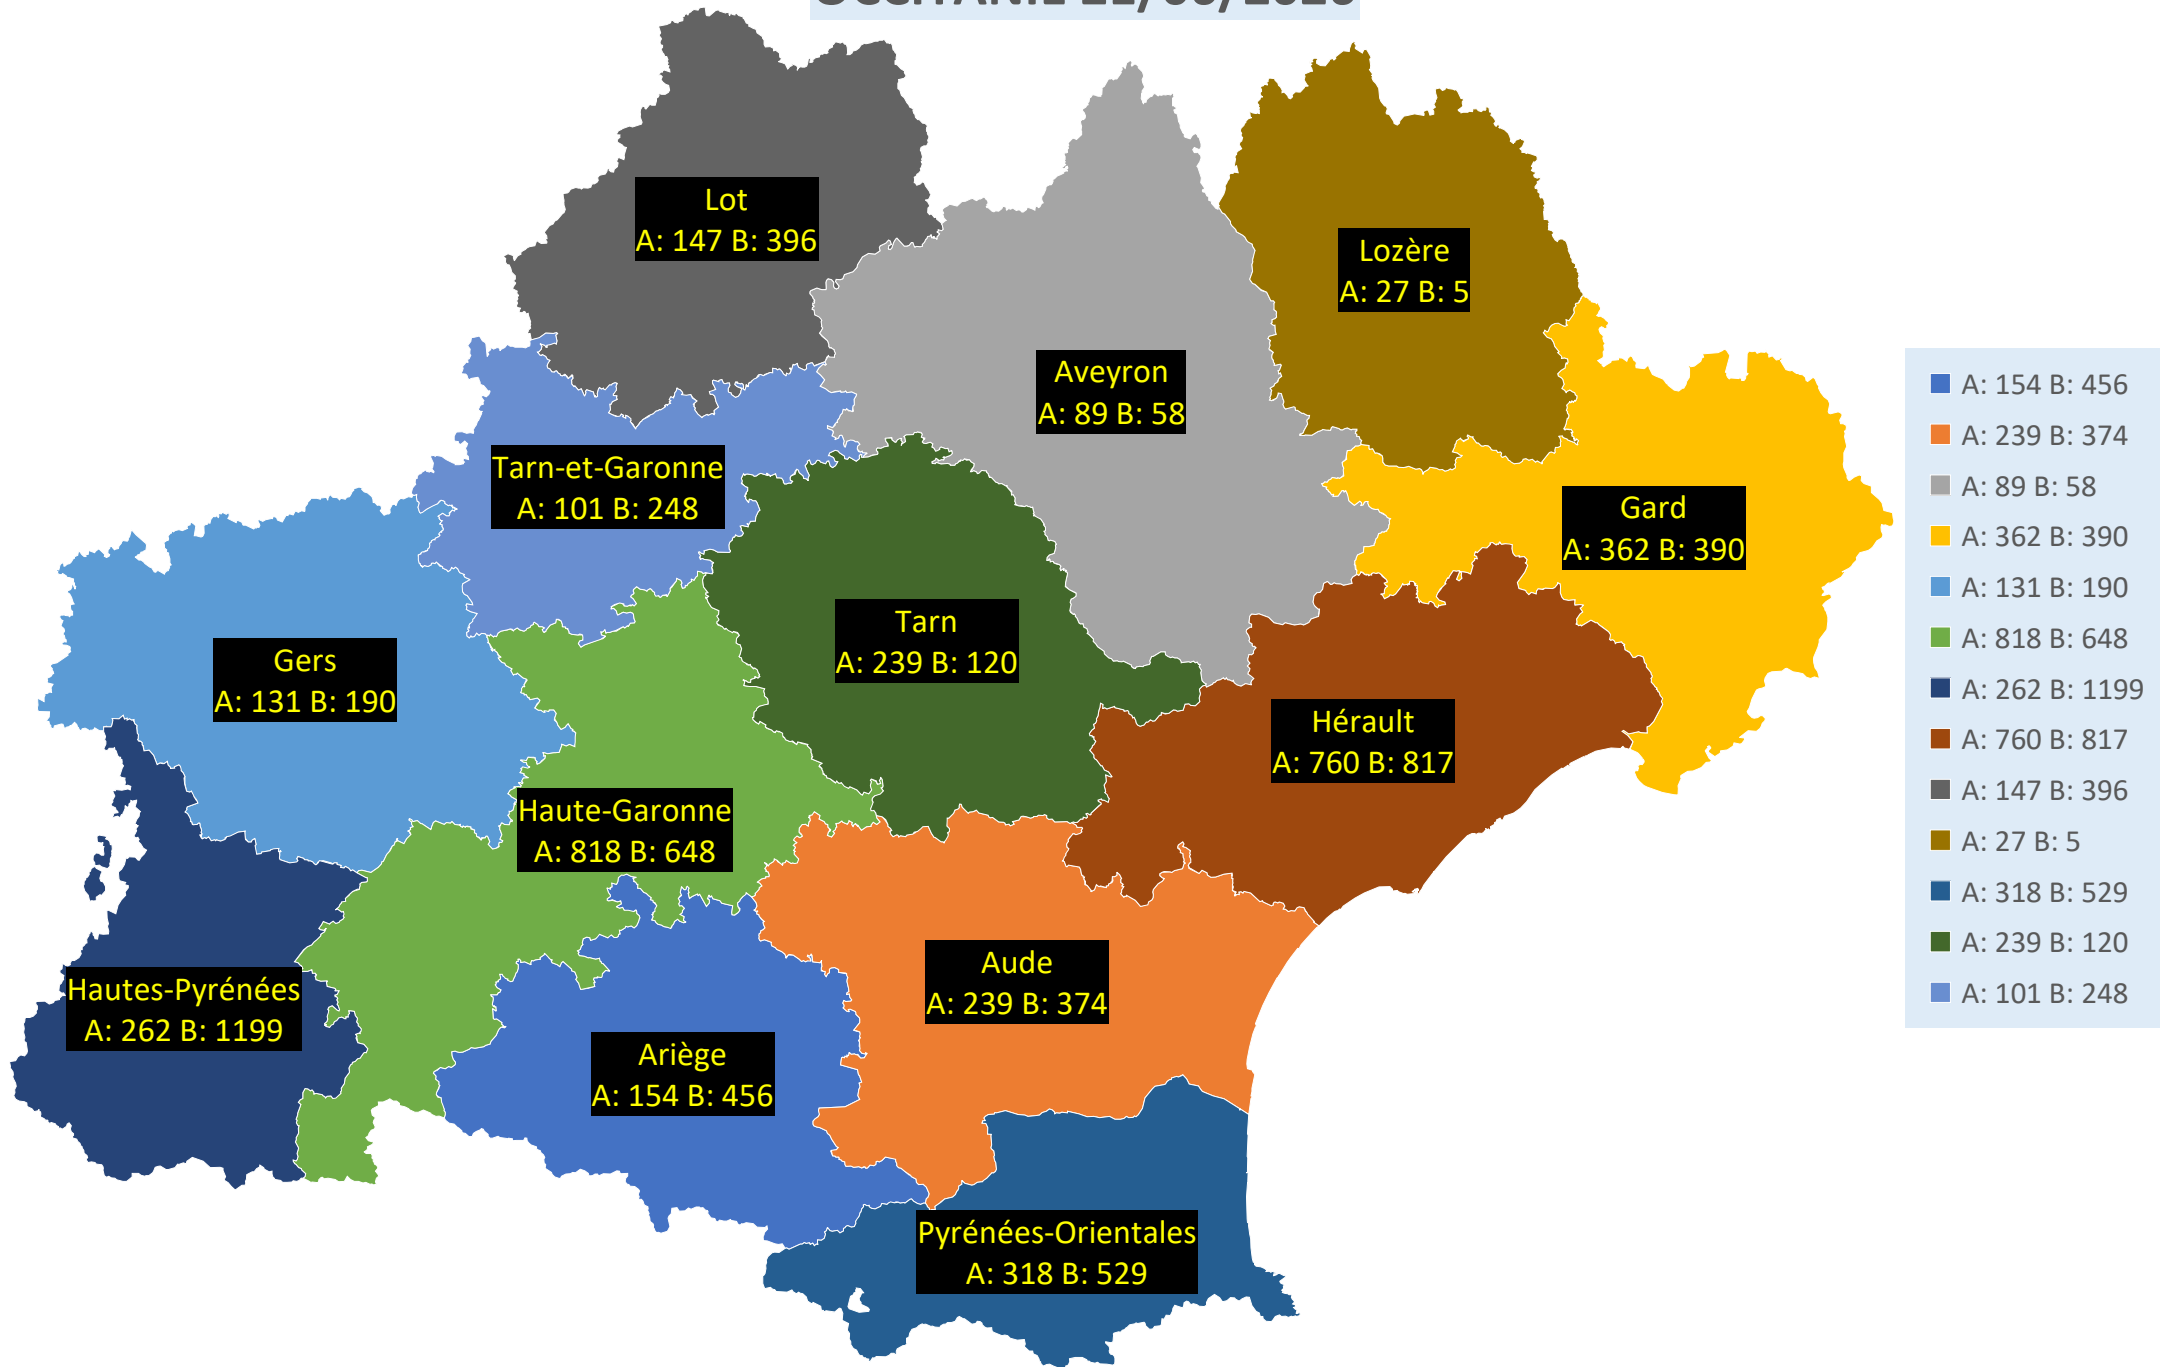 Lot
A: 147 B: 396
Lozère
A: 27 B: 5
Aveyron
A: 89 B: 58
Tarn-et-Garonne
A: 101 B: 248
Gard
A: 362 B: 390
Tarn
A: 239 B: 120
Gers
A: 131 B: 190
Hérault
A: 760 B: 817
Haute-Garonne
A: 818 B: 648
Aude
A: 239 B: 374
Hautes-Pyrénées
A: 262 B: 1199
Ariège
A: 154 B: 456
Pyrénées-Orientales
A: 318 B: 529
A: 154 B: 456
A: 239 B: 374
A: 89 B: 58
A: 362 B: 390
A: 131 B: 190
A: 818 B: 648
A: 262 B: 1199
A: 760 B: 817
A: 147 B: 396
A: 27 B: 5
A: 318 B: 529
A: 239 B: 120
A: 101 B: 248